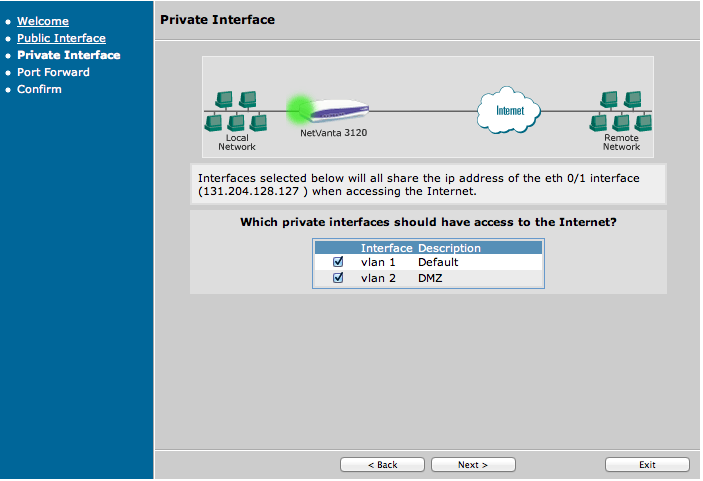 Welcome
Public Interface
Private Interface
Port Forward
Confirm
Private Interface
Local
Network
NetVanta 3120
Internet
Remote
Network
Interfaces selected below will all share the ip address of the eth 0/1 interface
(131.204.128.127 ) when accessing the Internet.
Which private interfaces should have access to the Internet?
Interface Description
vlan 1 Default
vlan 2 DMZ
< Back
Next >
Exit